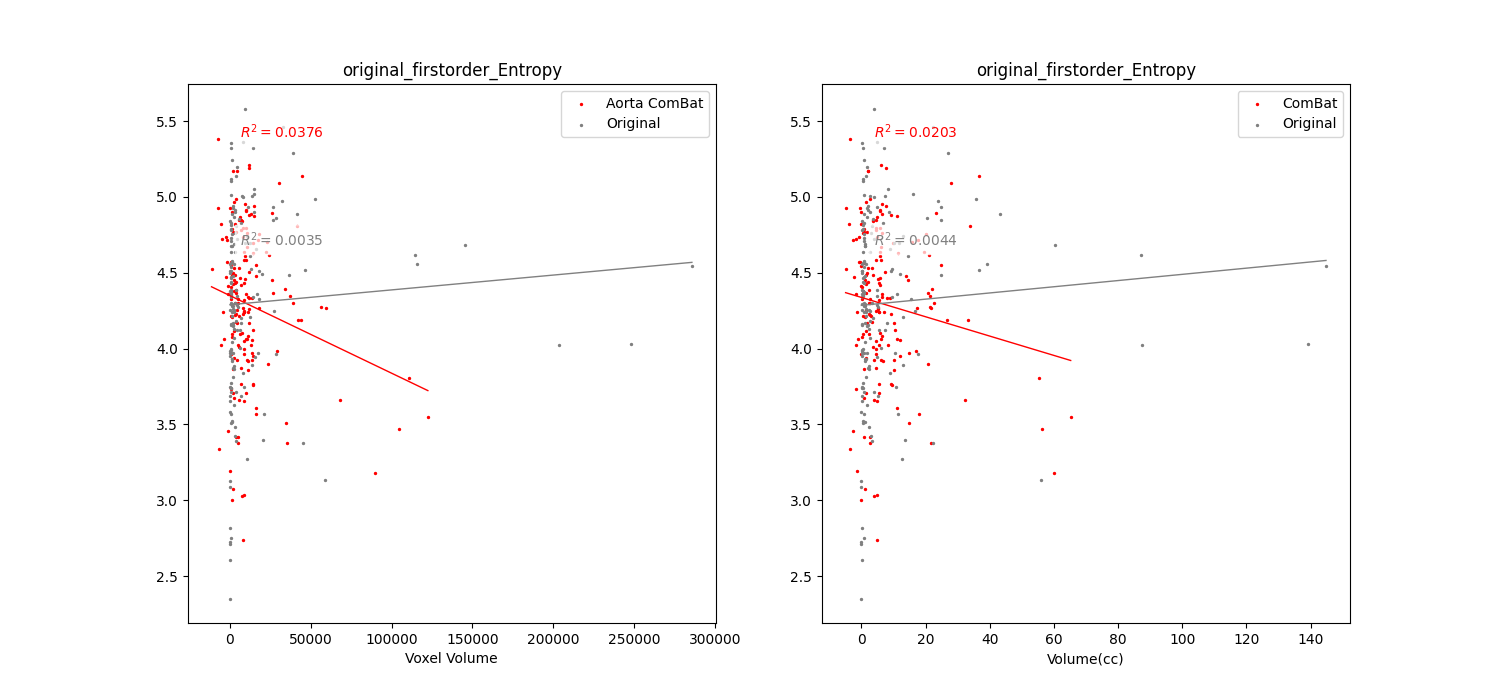 original_firstorder_Entropy
Aorta ComBat
Original
R² = 0.0376
R² = 0.0035
5.5
5.0
4.5
4.0
3.5
3.0
2.5
0
50000
100000
150000
200000
250000
300000
Voxel Volume
original_firstorder_Entropy
ComBat
Original
R² = 0.0203
R² = 0.0044
5.5
5.0
4.5
4.0
3.5
3.0
2.5
0
20
40
60
80
100
120
140
Volume(cc)